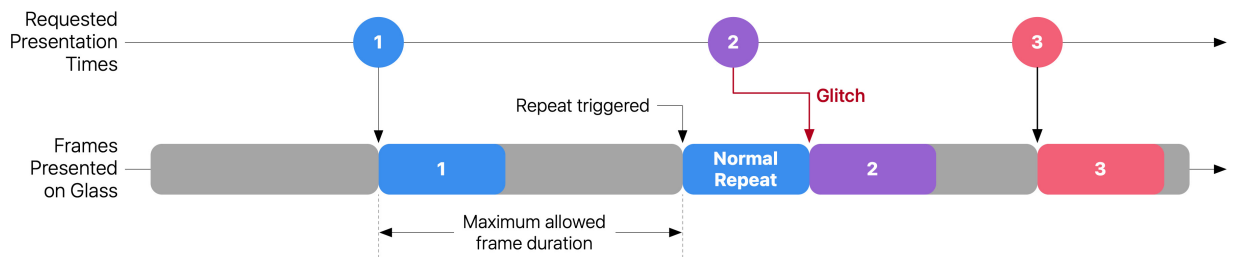 Requested
Presentation
Times
1
2
3
Glitch
Repeat triggered
Frames
Presented
on Glass
1
Normal
Repeat
2
3
Maximum allowed
frame duration